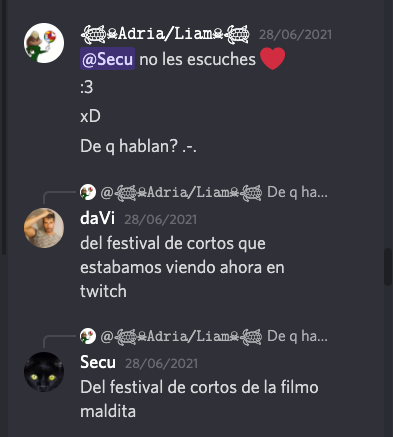 𓆉☠Adria/Liam☠𓆉 28/06/2021
@Secu no les escuches ❤️
:3
xD
De q hablan? .-.
@𓆉☠Adria/Liam☠𓆉 De q ha...
daVi 28/06/2021
del festival de cortos que
estabamos viendo ahora en
twitch
@𓆉☠Adria/Liam☠𓆉 De q ha...
Secu 28/06/2021
Del festival de cortos de la filmo
maldita